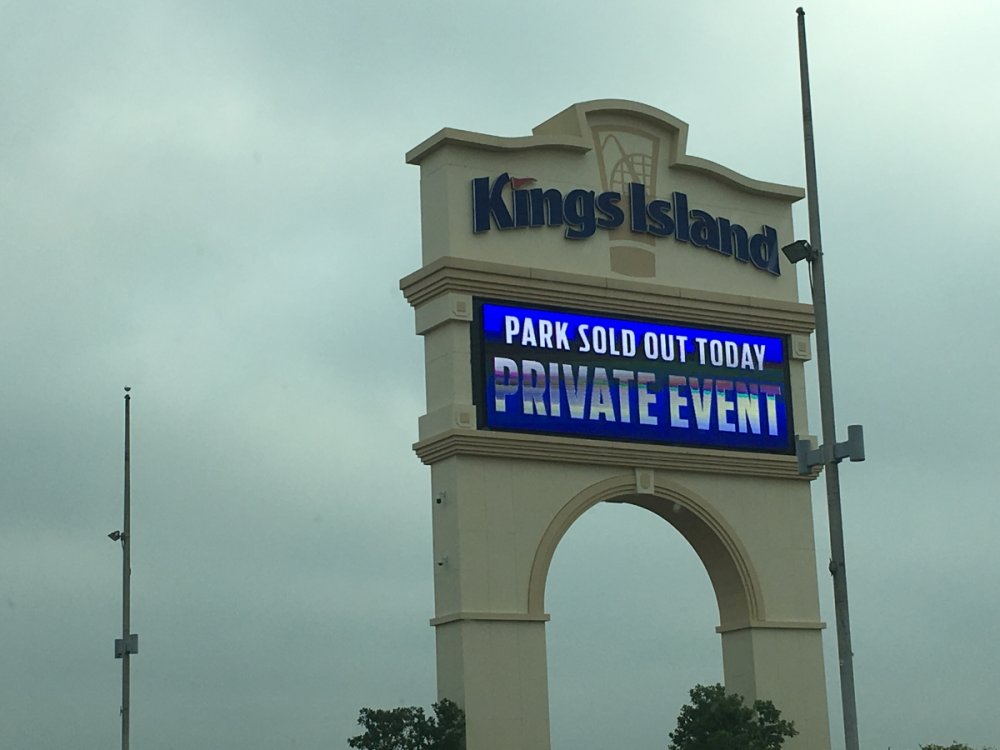 Kings Island
PARK SOLD OUT TODAY
PRIVATE EVENT